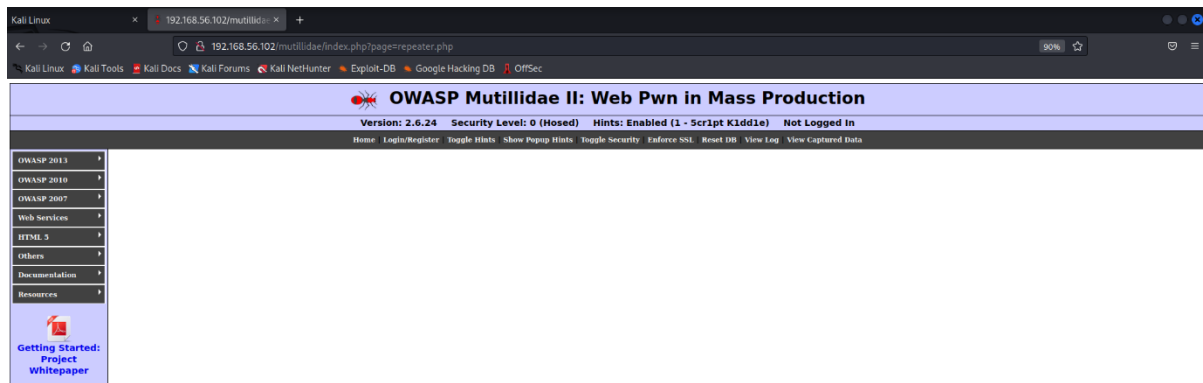 Kali Linux
192.168.56.102/mutillidae
192.168.56.102/mutillidae/index.php?page=repeater.php
90%
Kali Linux Kali Tools Kali Docs Kali Forums Kali NetHunter Exploit-DB Google Hacking DB OffSec
OWASP Mutillidae II: Web Pwn in Mass Production
Version: 2.6.24 Security Level: 0 (Hosed) Hints: Enabled (1 - 5cr1pt K1dd1e) Not Logged In
Home Login/Register Toggle Hints Show Popup Hints Toggle Security Enforce SSL Reset DB View Log View Captured Data
OWASP 2013
OWASP 2010
OWASP 2007
Web Services
HTML 5
Others
Documentation
Resources
Getting Started:
Project
Whitepaper